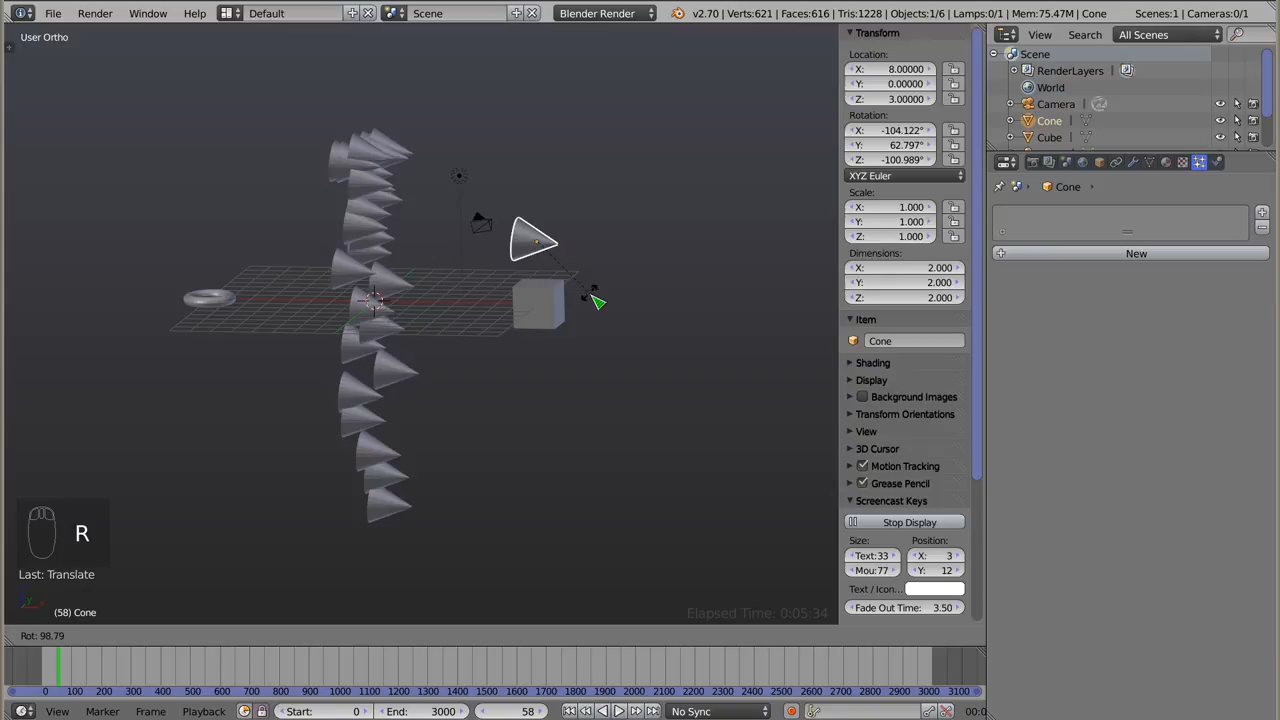 File Render Window Help Default Scene Blender Render v2.70 | Verts:621 | Faces:616 | Tris:1228 | Objects:1/6 | Lamps:0/1 | Mem:75.47M | Cone Scenes:1 | Cameras:0/1
User Ortho
Transform
Location:
X: 8.00000
Y: 0.00000
Z: 3.00000
Rotation:
X: -104.122°
Y: 62.797°
Z: -100.989°
XYZ Euler
Scale:
X: 1.000
Y: 1.000
Z: 1.000
Dimensions:
X: 2.000
Y: 2.000
Z: 2.000
Item
Cone
Shading
Display
Background Images
Transform Orientations
View
3D Cursor
Motion Tracking
Grease Pencil
Screencast Keys
Stop Display
Size: Position:
Text:33 X: 3
Mou:77 Y: 12
Text / Icon...
Fade Out Time: 3.50
View Search All Scenes
Scene
RenderLayers
World
Camera
Cone
Cube
Cone
New
R
Last: Translate
(58) Cone
Elapsed Time: 0:05:34
Rot: 98.79
0 100 200 300 400 500 600 700 800 900 1000 1100 1200 1300 1400 1500 1600 1700 1800 1900 2000 2100 2200 2300 2400 2500 2600 2700 2800 2900 3000 3100
View Marker Frame Playback Start: 0 End: 3000 58 No Sync 00:0